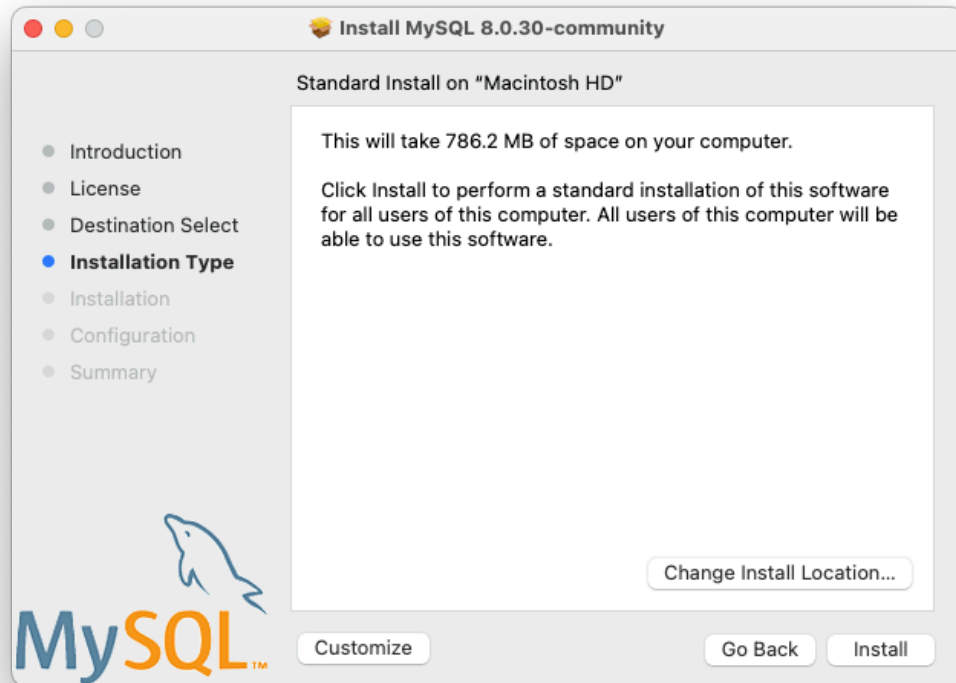 Install MySQL 8.0.30-community
Standard Install on “Macintosh HD”
Introduction
License
Destination Select
Installation Type
Installation
Configuration
Summary
This will take 786.2 MB of space on your computer.
Click Install to perform a standard installation of this software
for all users of this computer. All users of this computer will be
able to use this software.
Change Install Location...
MySQL™
Customize
Go Back
Install